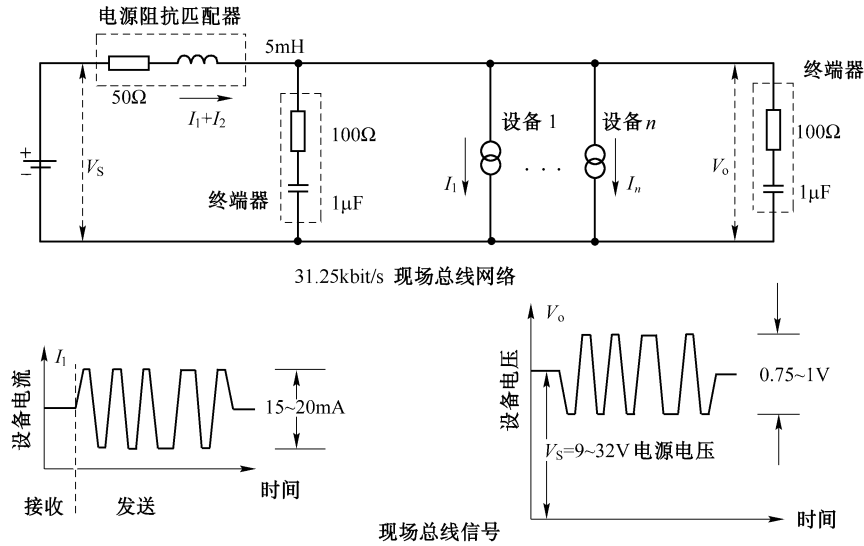 电源阻抗匹配器
5mH
50Ω
I₁+I₂
终端器
100Ω
1μF
终端器
100Ω
1μF
设备 1
设备n
+
−
V_S
I₁
. . .
Iₙ
Vₒ
31.25kbit/s 现场总线网络
I₁
设备电流
15~20mA
时间
接收
发送
Vₒ
设备电压
0.75~1V
V_S=9~32V 电源电压
时间
现场总线信号